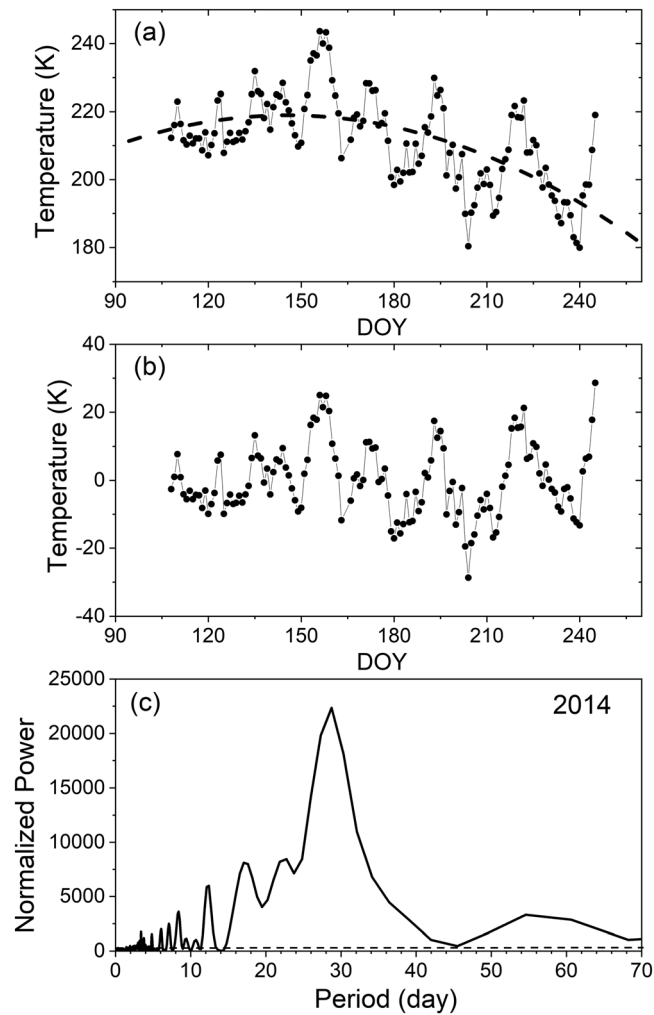 (a)
Temperature (K)
240
220
200
180
90 120 150 180 210 240
DOY
(b)
Temperature (K)
40
20
0
-20
-40
90 120 150 180 210 240
DOY
(c)
2014
Normalized Power
25000
20000
15000
10000
5000
0
0 10 20 30 40 50 60 70
Period (day)